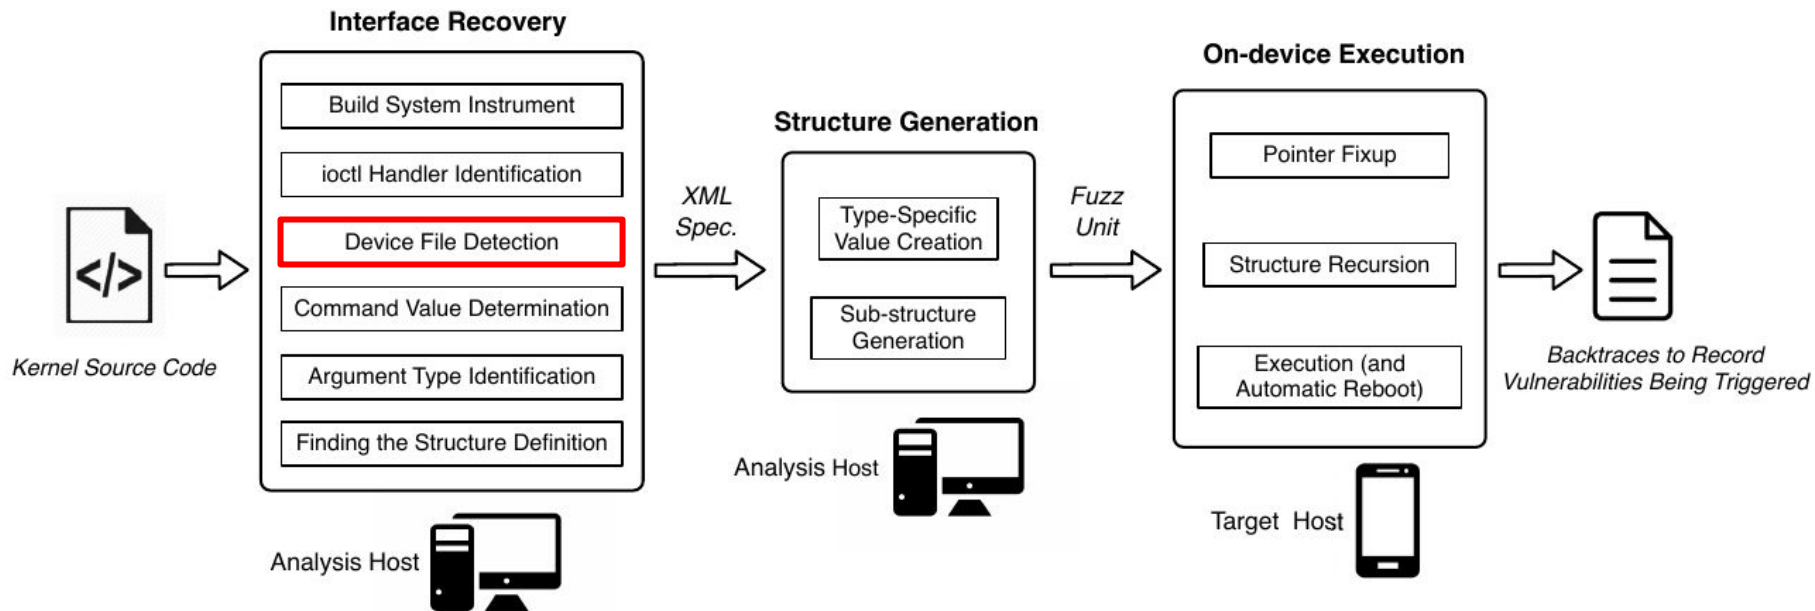 Interface Recovery
Build System Instrument
ioctl Handler Identification
Device File Detection
Command Value Determination
Argument Type Identification
Finding the Structure Definition
</>
Kernel Source Code
Analysis Host
XML
Spec.
Structure Generation
Type-Specific
Value Creation
Sub-structure
Generation
Analysis Host
Fuzz
Unit
On-device Execution
Pointer Fixup
Structure Recursion
Execution (and
Automatic Reboot)
Target Host
Backtraces to Record
Vulnerabilities Being Triggered